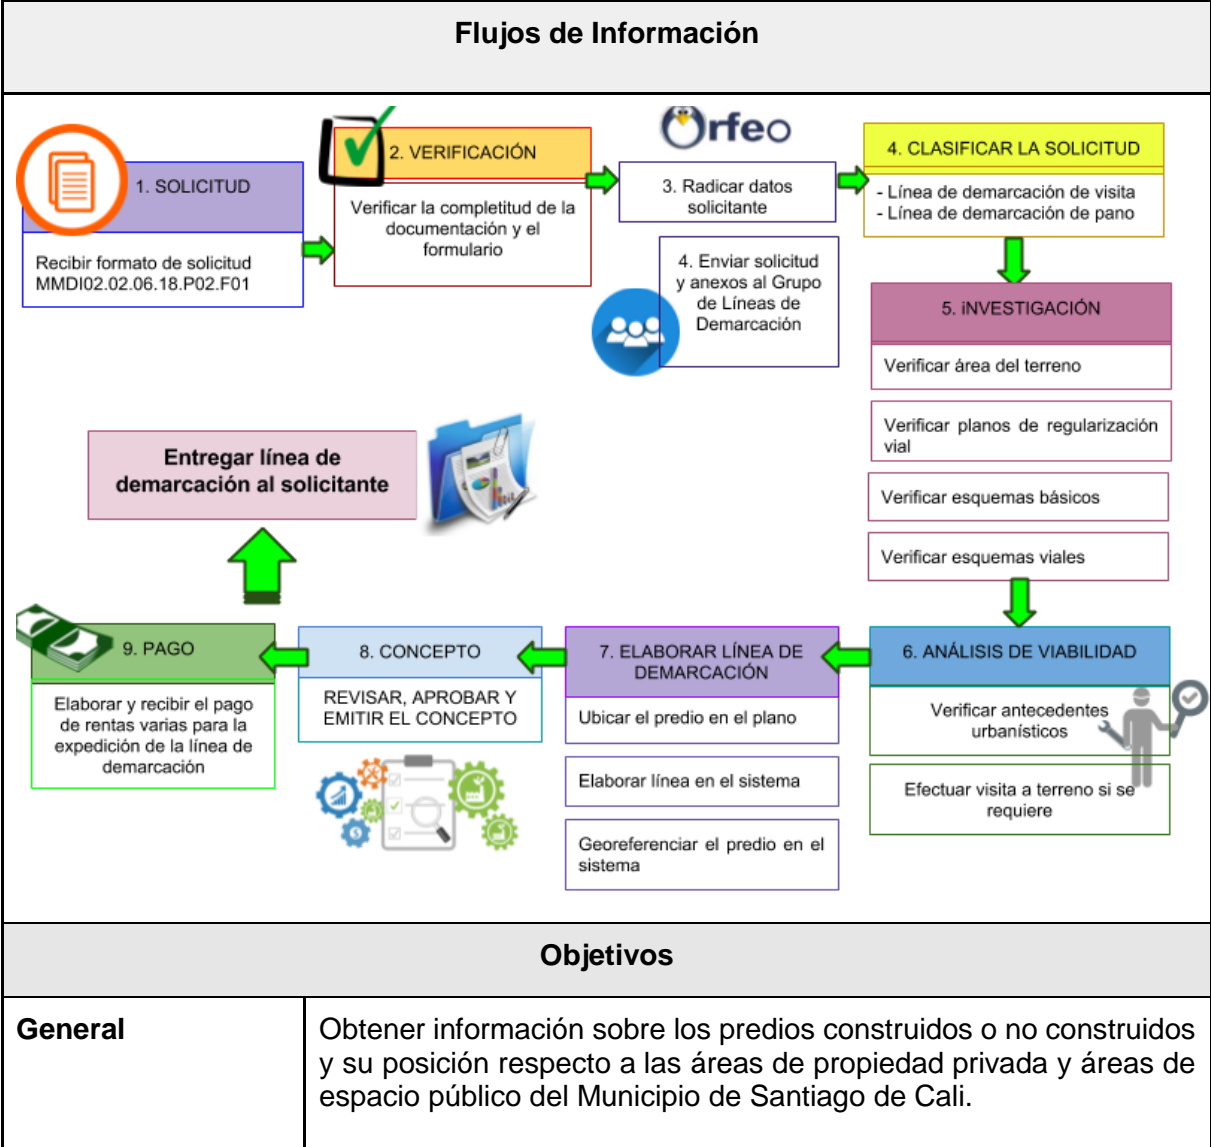 Flujos de Información
1. SOLICITUD
Recibir formato de solicitud
MMDI02.02.06.18.P02.F01
2. VERIFICACIÓN
Verificar la completitud de la
documentación y el
formulario
Orfeo
3. Radicar datos
solicitante
4. Enviar solicitud
y anexos al Grupo
de Líneas de
Demarcación
4. CLASIFICAR LA SOLICITUD
- Línea de demarcación de visita
- Línea de demarcación de pano
5. iNVESTIGACIÓN
Verificar área del terreno
Verificar planos de regularización
vial
Verificar esquemas básicos
Verificar esquemas viales
6. ANÁLISIS DE VIABILIDAD
Verificar antecedentes
urbanísticos
Efectuar visita a terreno si se
requiere
7. ELABORAR LÍNEA DE
DEMARCACIÓN
Ubicar el predio en el plano
Elaborar línea en el sistema
Georeferenciar el predio en el
sistema
8. CONCEPTO
REVISAR, APROBAR Y
EMITIR EL CONCEPTO
9. PAGO
Elaborar y recibir el pago
de rentas varias para la
expedición de la línea de
demarcación
Entregar línea de
demarcación al solicitante
Objetivos
General
Obtener información sobre los predios construidos o no construidos
y su posición respecto a las áreas de propiedad privada y áreas de
espacio público del Municipio de Santiago de Cali.